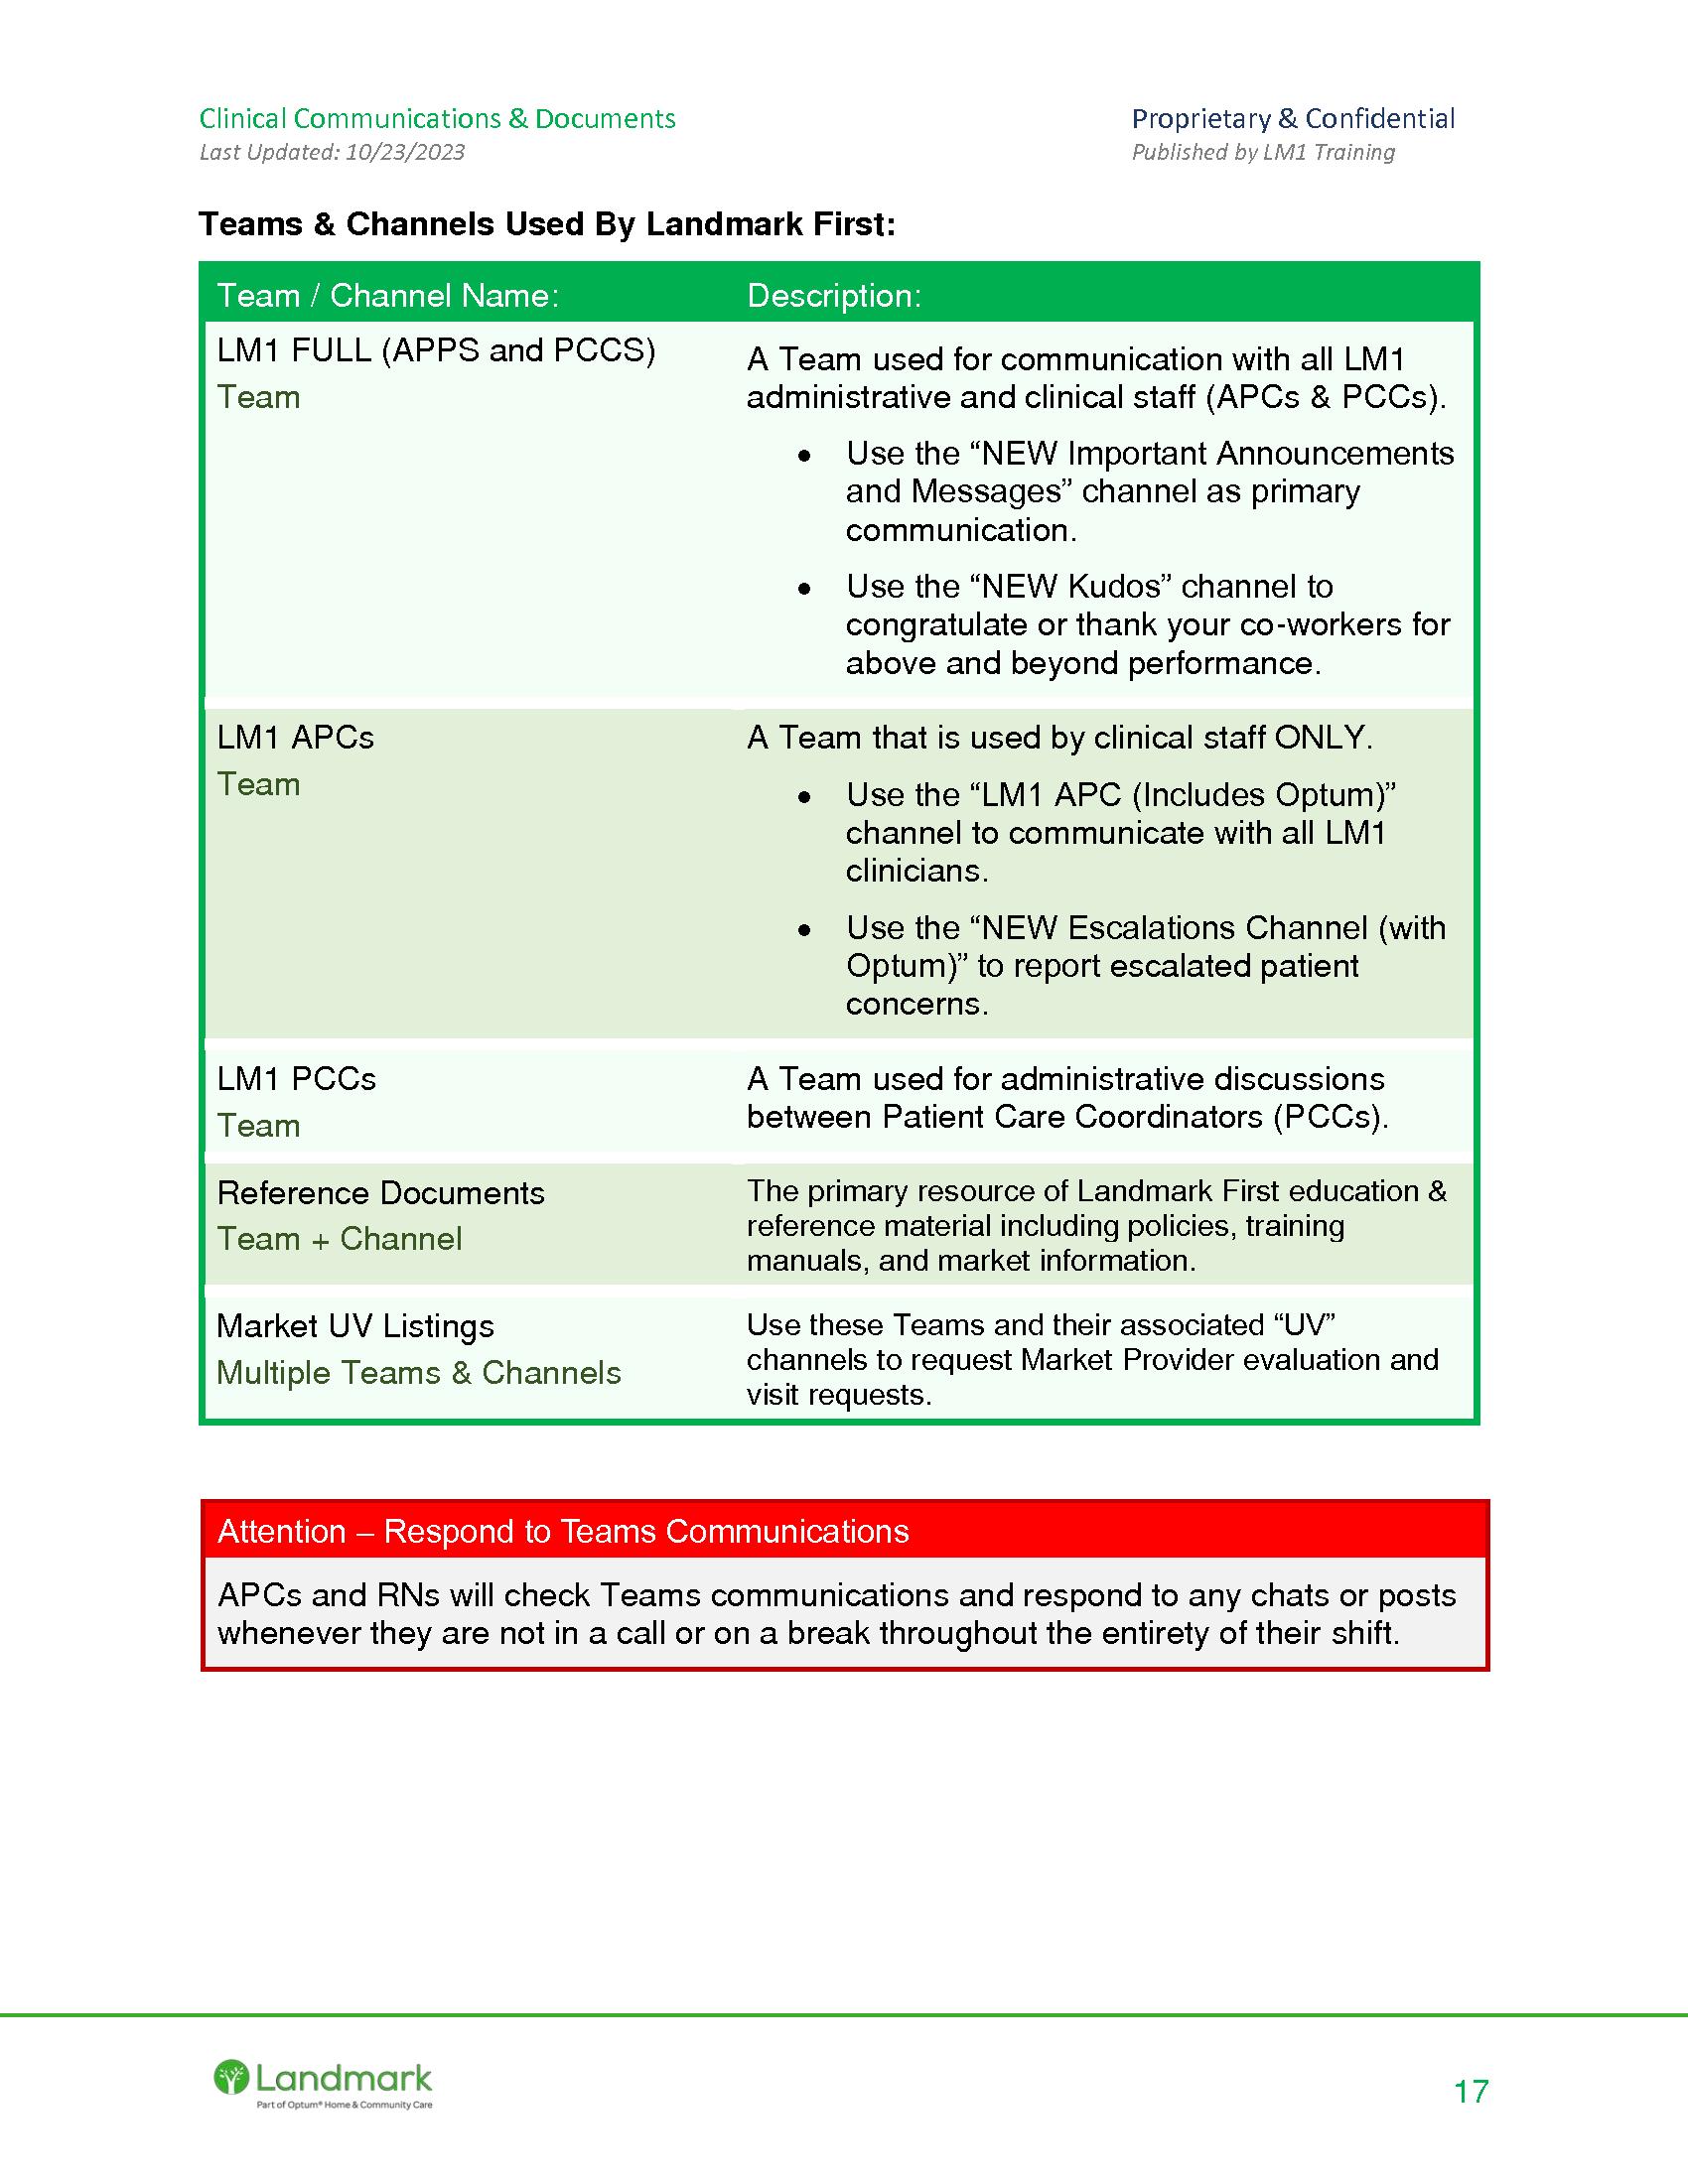 Clinical Communications & Documents
Proprietary & Confidential
Last Updated: 10/23/2023
Published by LM1 Training
Teams & Channels Used By Landmark First:
Team / Channel Name:
Description:
LM1 FULL (APPS and PCCS)
Team
A Team used for communication with all LM1
administrative and clinical staff (APCs & PCCs).
• Use the “NEW Important Announcements
and Messages” channel as primary
communication.
• Use the “NEW Kudos” channel to
congratulate or thank your co-workers for
above and beyond performance.
LM1 APCs
Team
A Team that is used by clinical staff ONLY.
• Use the “LM1 APC (Includes Optum)”
channel to communicate with all LM1
clinicians.
• Use the “NEW Escalations Channel (with
Optum)” to report escalated patient
concerns.
LM1 PCCs
Team
A Team used for administrative discussions
between Patient Care Coordinators (PCCs).
Reference Documents
Team + Channel
The primary resource of Landmark First education &
reference material including policies, training
manuals, and market information.
Market UV Listings
Multiple Teams & Channels
Use these Teams and their associated “UV”
channels to request Market Provider evaluation and
visit requests.
Attention – Respond to Teams Communications
APCs and RNs will check Teams communications and respond to any chats or posts
whenever they are not in a call or on a break throughout the entirety of their shift.
Landmark
Part of Optum® Home & Community Care
17